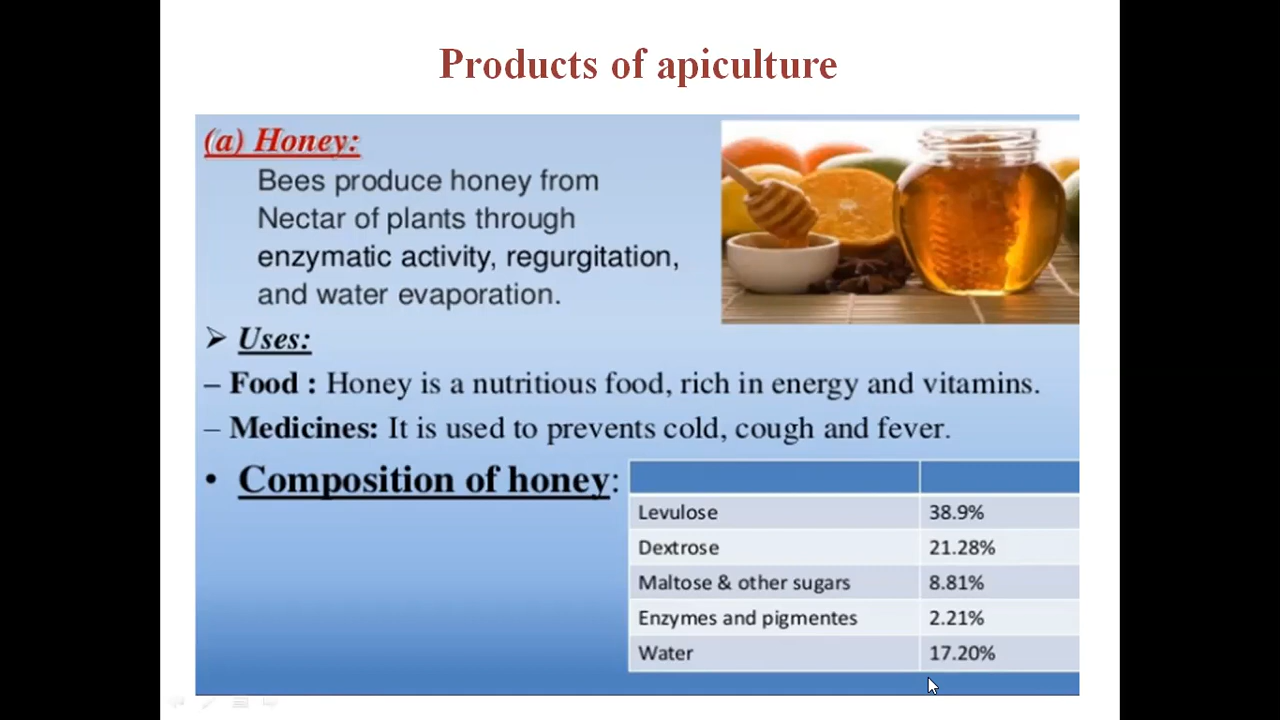 Products of apiculture
(a) Honey:
Bees produce honey from
Nectar of plants through
enzymatic activity, regurgitation,
and water evaporation.
➢ Uses:
– Food : Honey is a nutritious food, rich in energy and vitamins.
– Medicines: It is used to prevents cold, cough and fever.
• Composition of honey:
Levulose 38.9%
Dextrose 21.28%
Maltose & other sugars 8.81%
Enzymes and pigmentes 2.21%
Water 17.20%